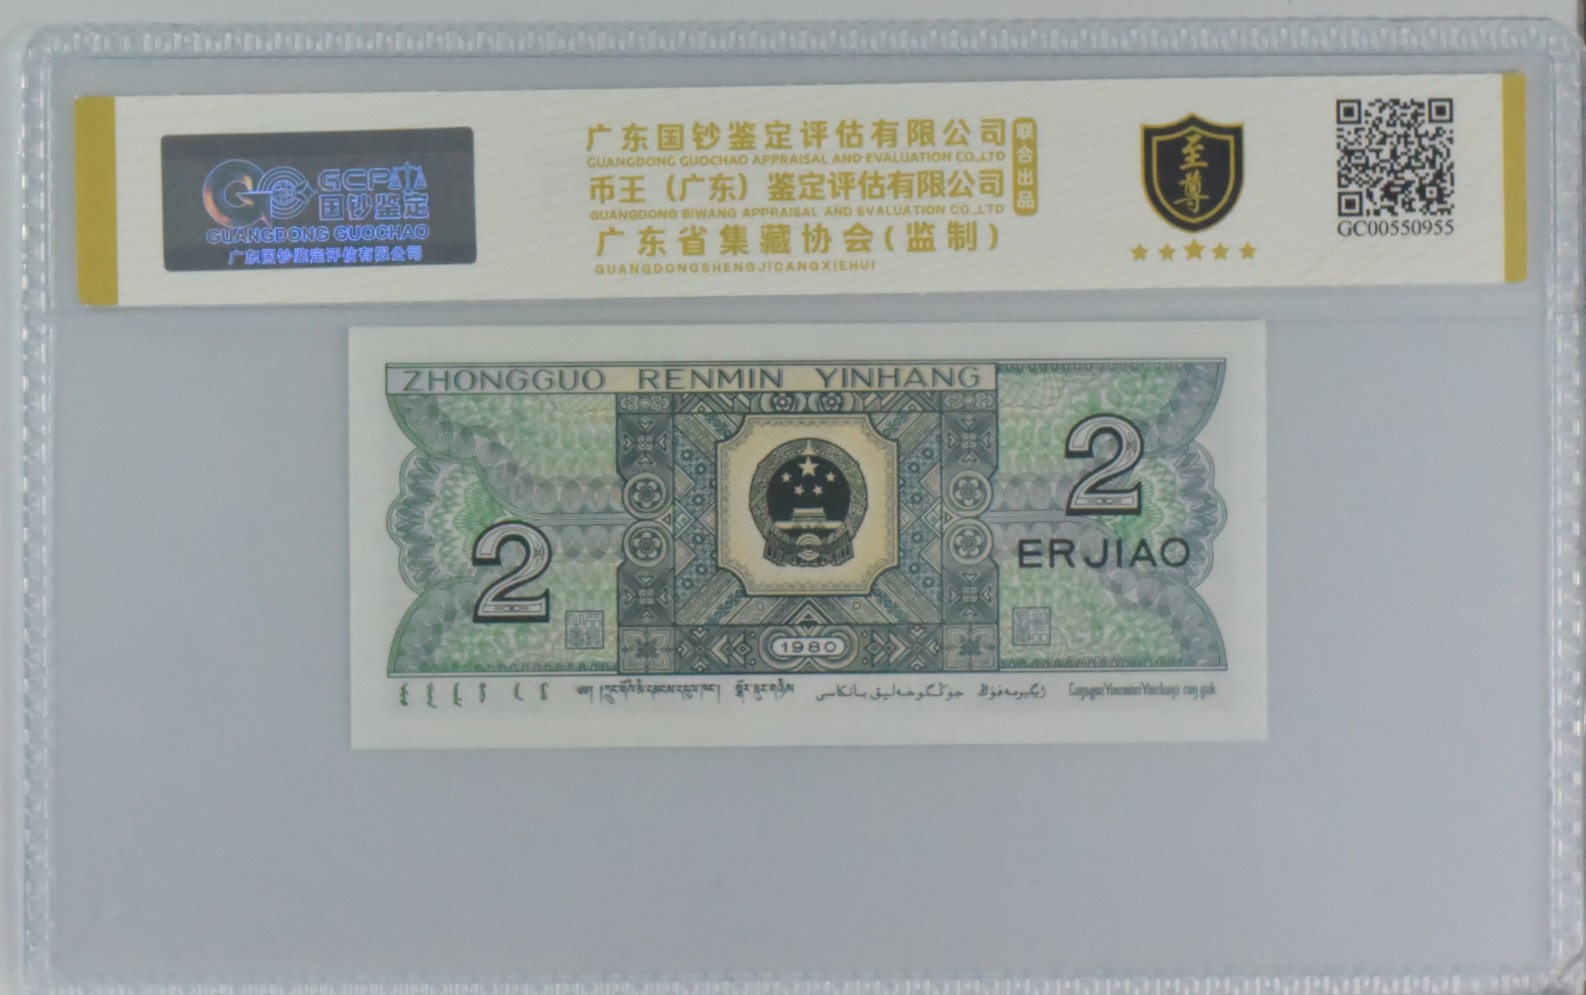 GCP
国钞鉴定
GUANGDONG GUOCHAO
广东国钞鉴定评估有限公司
广东国钞鉴定评估有限公司
GUANGDONG GUOCHAO APPRAISAL AND EVALUATION CO.,LTD
币王（广东）鉴定评估有限公司
GUANGDONG BIWANG APPRAISAL AND EVALUATION CO.,LTD
广东省集藏协会(监制)
GUANGDONGSHENGJICANGXIEHUI
联合出品
至尊
GC00550955
ZHONGGUO RENMIN YINHANG
2
ERJIAO
2
1980
جۇڭگوخەلىق بانكاسى